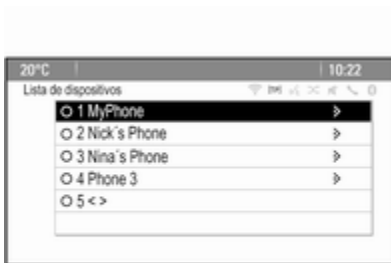 20°C 10:22
Lista de dispositivos
1 MyPhone
2 Nick´s Phone
3 Nina´s Phone
4 Phone 3
5 < >